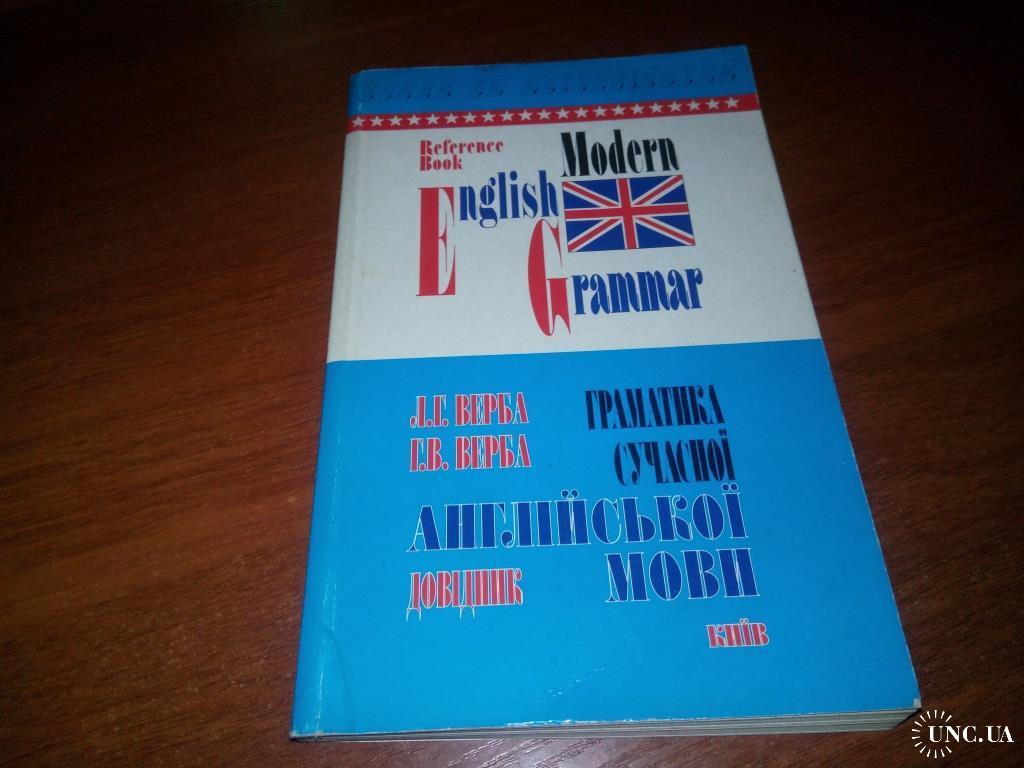 Reference
Book
Modern
English
Grammar
Л.Г. ВЕРБА
Г.В. ВЕРБА
ГРАМАТИКА
СУЧАСНОЇ
АНГЛІЙСЬКОЇ
МОВИ
ДОВІДНИК
КИЇВ
UNC.UA